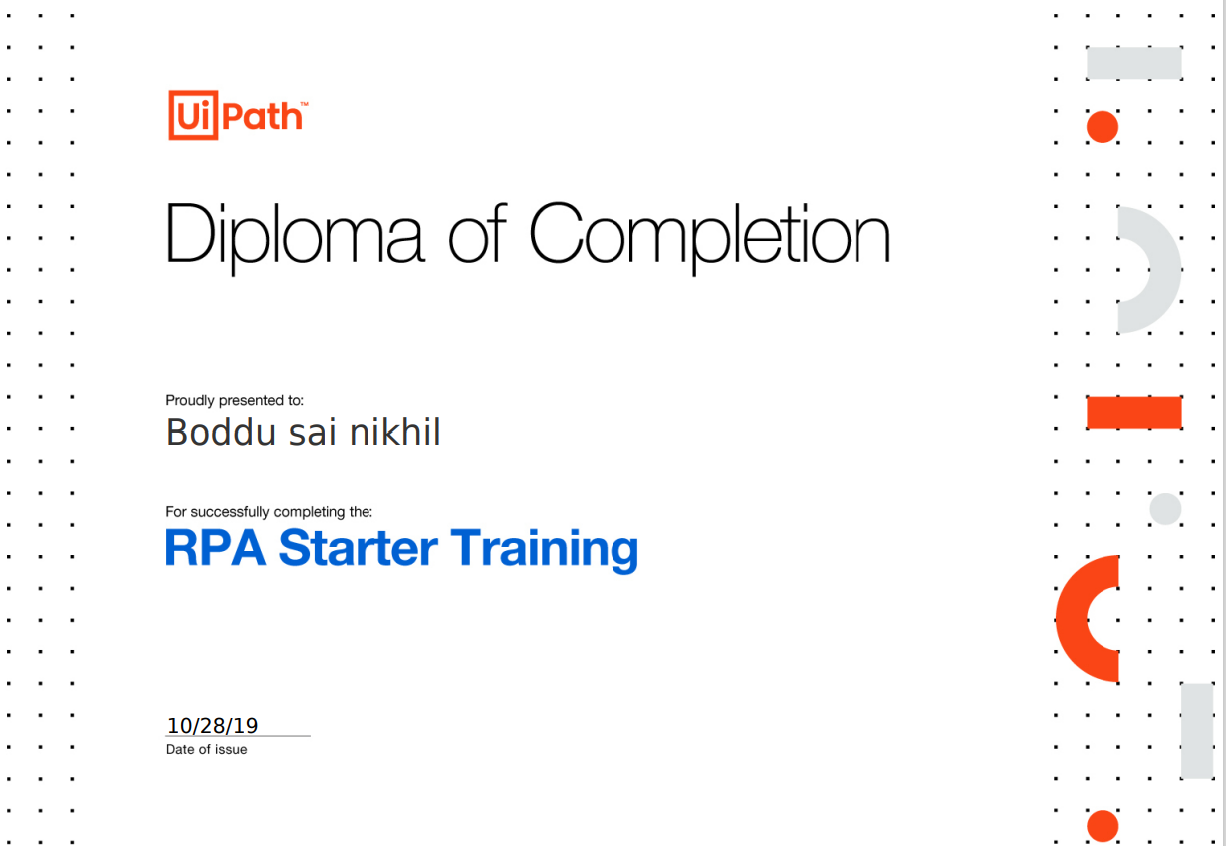 UiPath™
Diploma of Completion
Proudly presented to:
Boddu sai nikhil
For successfully completing the:
RPA Starter Training
10/28/19
Date of issue